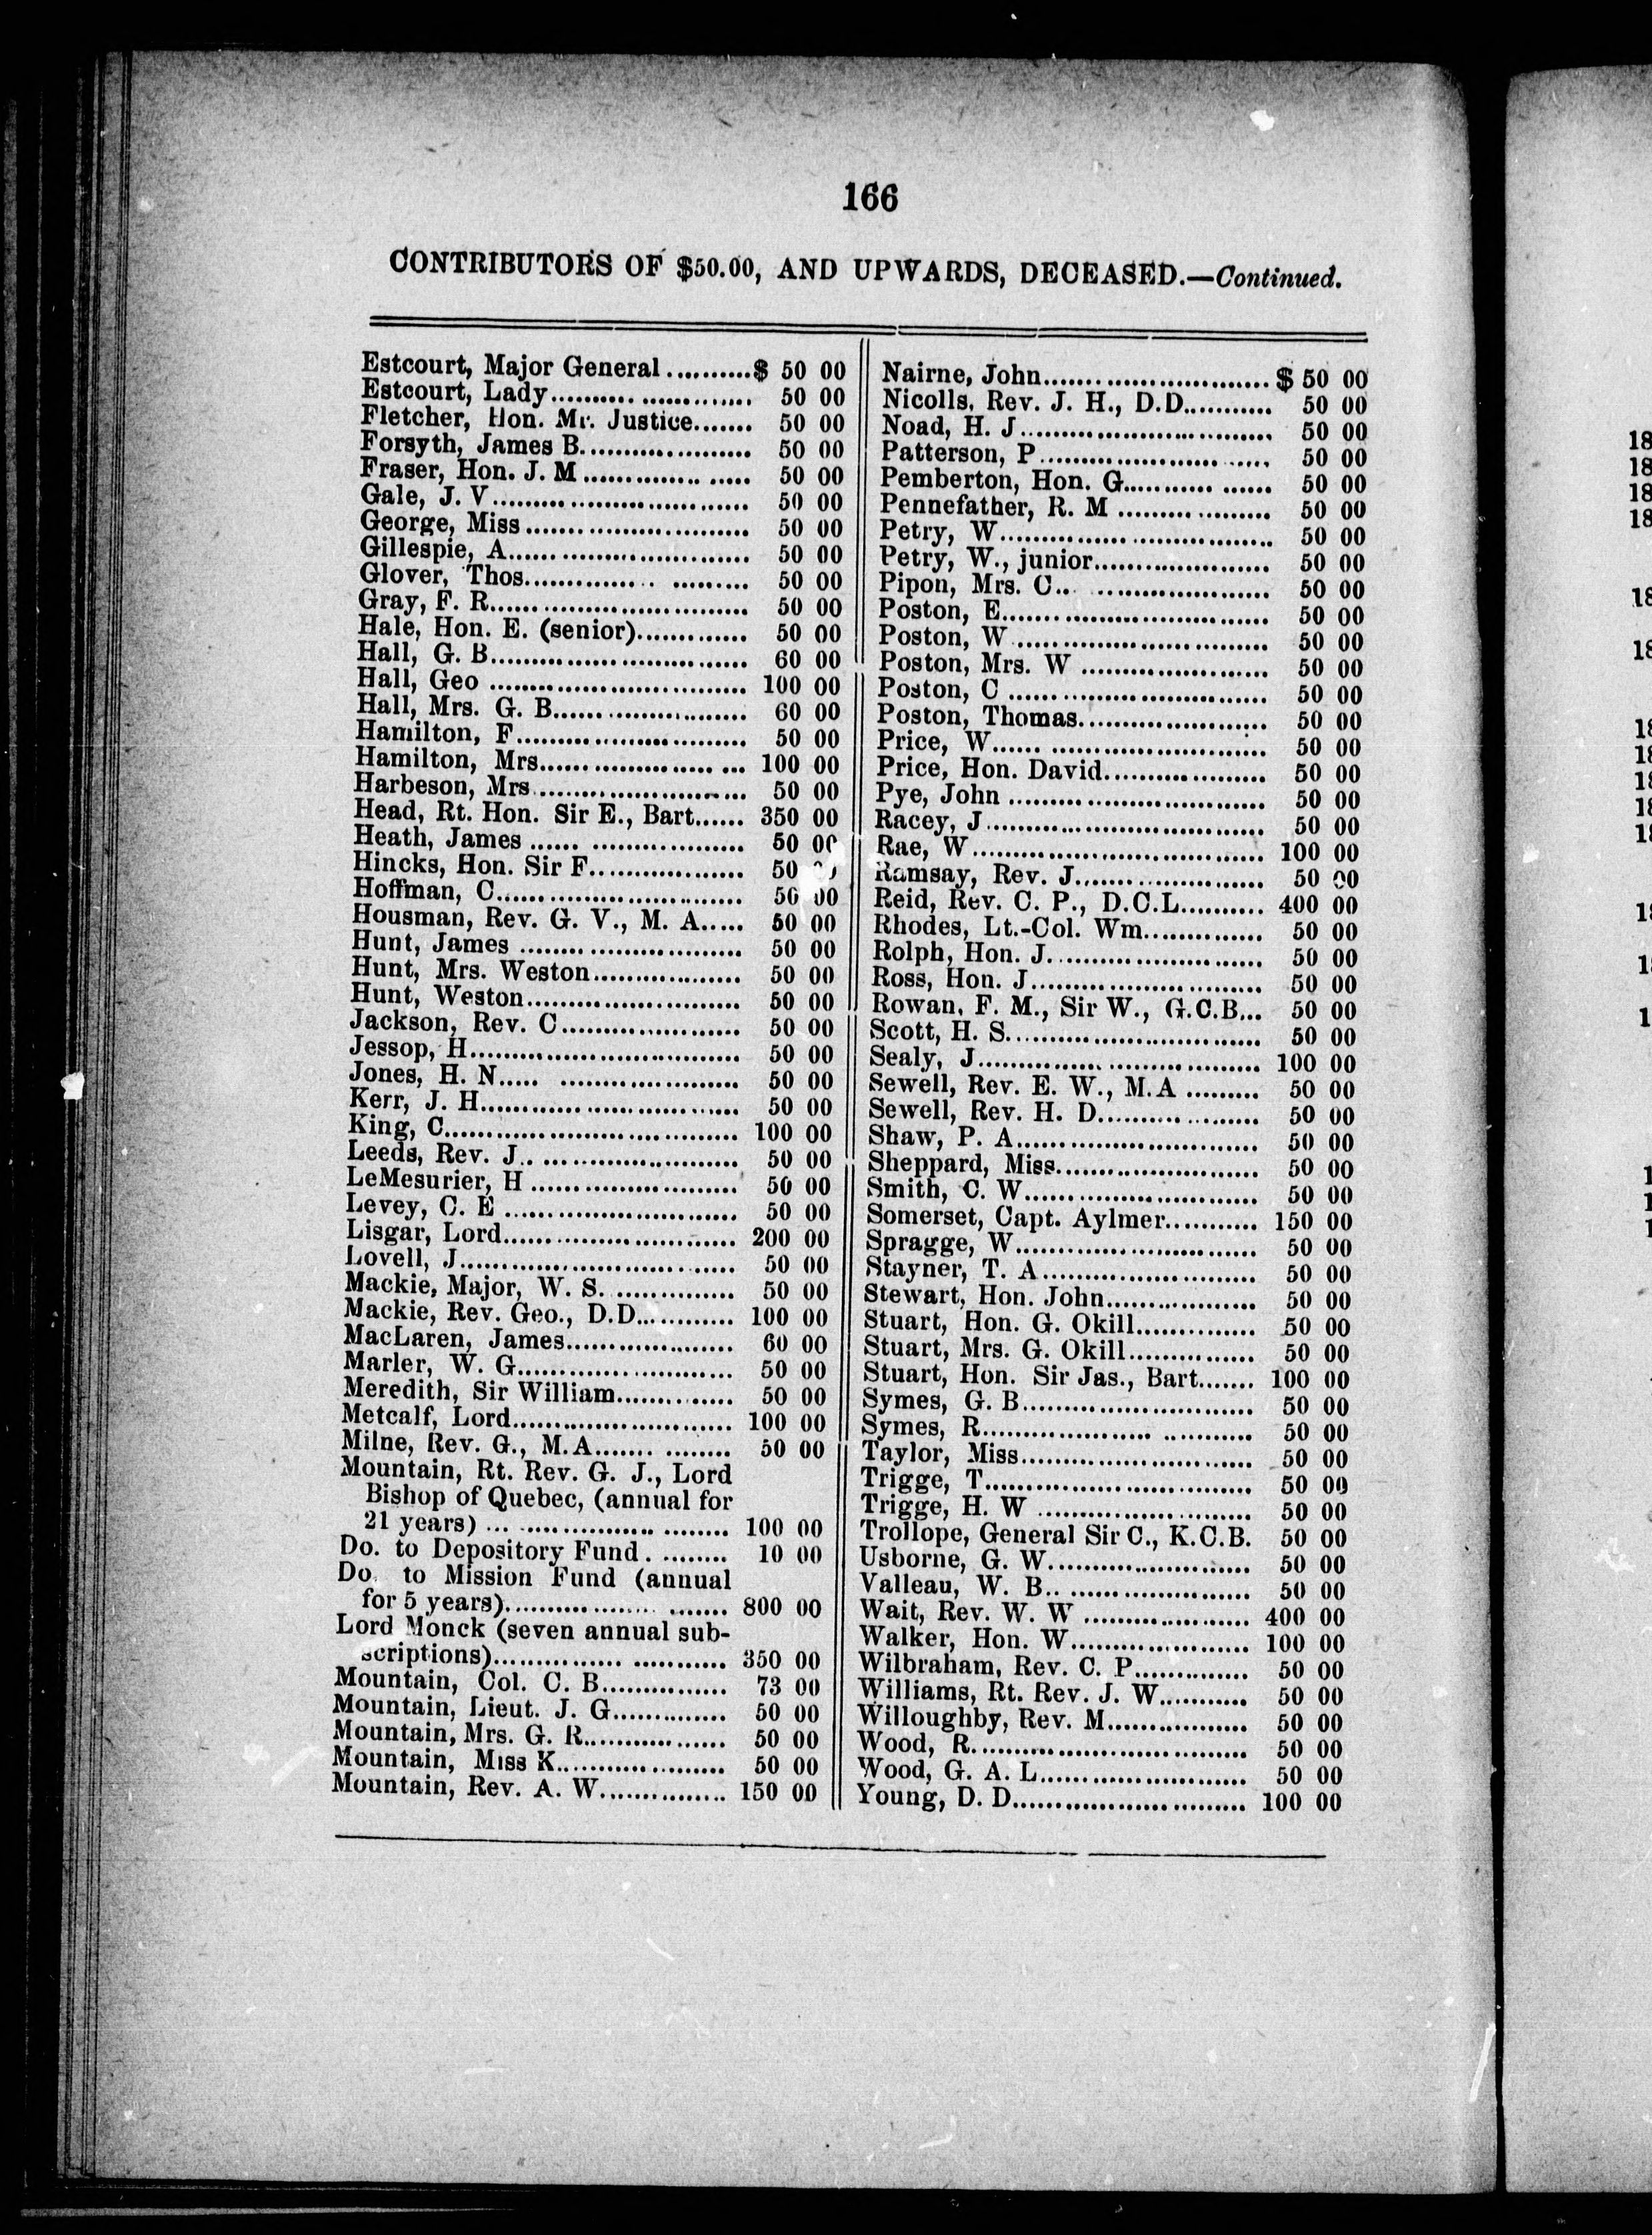 166
CONTRIBUTORS OF $50.00, AND UPWARDS, DECEASED.—Continued.
Estcourt, Major General..........$ 50 00
Estcourt, Lady........................ 50 00
Fletcher, Hon. Mr. Justice....... 50 00
Forsyth, James B.................... 50 00
Fraser, Hon. J. M .................... 50 00
Gale, J. V............................... 50 00
George, Miss........................... 50 00
Gillespie, A............................. 50 00
Glover, Thos........................... 50 00
Gray, F. R............................... 50 00
Hale, Hon. E. (senior)............. 50 00
Hall, G. B............................... 60 00
Hall, Geo ............................... 100 00
Hall, Mrs. G. B....................... 60 00
Hamilton, F............................ 50 00
Hamilton, Mrs......................... 100 00
Harbeson, Mrs......................... 50 00
Head, Rt. Hon. Sir E., Bart...... 350 00
Heath, James .......................... 50 00
Hincks, Hon. Sir F.................. 50
Hoffman, C............................. 50 00
Housman, Rev. G. V., M. A..... 50 00
Hunt, James ........................... 50 00
Hunt, Mrs. Weston.................. 50 00
Hunt, Weston.......................... 50 00
Jackson, Rev. C...................... 50 00
Jessop, H................................ 50 00
Jones, H. N............................. 50 00
Kerr, J. H............................... 50 00
King, C................................... 100 00
Leeds, Rev. J.......................... 50 00
LeMesurier, H ......................... 50 00
Levey, C. E ............................ 50 00
Lisgar, Lord............................ 200 00
Lovell, J................................. 50 00
Mackie, Major, W. S. ............... 50 00
Mackie, Rev. Geo., D.D............ 100 00
MacLaren, James.................... 60 00
Marler, W. G........................... 50 00
Meredith, Sir William.............. 50 00
Metcalf, Lord.......................... 100 00
Milne, Rev. G., M.A................ 50 00
Mountain, Rt. Rev. G. J., Lord
Bishop of Quebec, (annual for
21 years) ............................ 100 00
Do. to Depository Fund. ......... 10 00
Do. to Mission Fund (annual
for 5 years)........................... 800 00
Lord Monck (seven annual sub-
scriptions)............................ 350 00
Mountain, Col. C. B............... 73 00
Mountain, Lieut. J. G.............. 50 00
Mountain, Mrs. G. R................ 50 00
Mountain, Miss K.................... 50 00
Mountain, Rev. A. W............... 150 00
Nairne, John............................$ 50 00
Nicolls, Rev. J. H., D.D........... 50 00
Noad, H. J.............................. 50 00
Patterson, P........................... 50 00
Pemberton, Hon. G.................. 50 00
Pennefather, R. M ................... 50 00
Petry, W................................. 50 00
Petry, W., junior..................... 50 00
Pipon, Mrs. C......................... 50 00
Poston, E................................ 50 00
Poston, W............................... 50 00
Poston, Mrs. W ....................... 50 00
Poston, C ............................... 50 00
Poston, Thomas...................... 50 00
Price, W................................. 50 00
Price, Hon. David.................... 50 00
Pye, John ............................... 50 00
Racey, J................................. 50 00
Rae, W................................... 100 00
Ramsay, Rev. J....................... 50 00
Reid, Rev. C. P., D.C.L.......... 400 00
Rhodes, Lt.-Col. Wm............... 50 00
Rolph, Hon. J......................... 50 00
Ross, Hon. J........................... 50 00
Rowan, F. M., Sir W., G.C.B... 50 00
Scott, H. S.............................. 50 00
Sealy, J.................................. 100 00
Sewell, Rev. E. W., M.A ......... 50 00
Sewell, Rev. H. D................... 50 00
Shaw, P. A............................. 50 00
Sheppard, Miss....................... 50 00
Smith, C. W........................... 50 00
Somerset, Capt. Aylmer........... 150 00
Spragge, W............................. 50 00
Stayner, T. A.......................... 50 00
Stewart, Hon. John.................. 50 00
Stuart, Hon. G. Okill.............. 50 00
Stuart, Mrs. G. Okill............... 50 00
Stuart, Hon. Sir Jas., Bart....... 100 00
Symes, G. B........................... 50 00
Symes, R................................ 50 00
Taylor, Miss........................... 50 00
Trigge, T................................ 50 00
Trigge, H. W .......................... 50 00
Trollope, General Sir C., K.C.B. 50 00
Usborne, G. W........................ 50 00
Valleau, W. B......................... 50 00
Wait, Rev. W. W .................... 400 00
Walker, Hon. W...................... 100 00
Wilbraham, Rev. C. P.............. 50 00
Williams, Rt. Rev. J. W........... 50 00
Willoughby, Rev. M................. 50 00
Wood, R................................. 50 00
Wood, G. A. L........................ 50 00
Young, D. D........................... 100 00